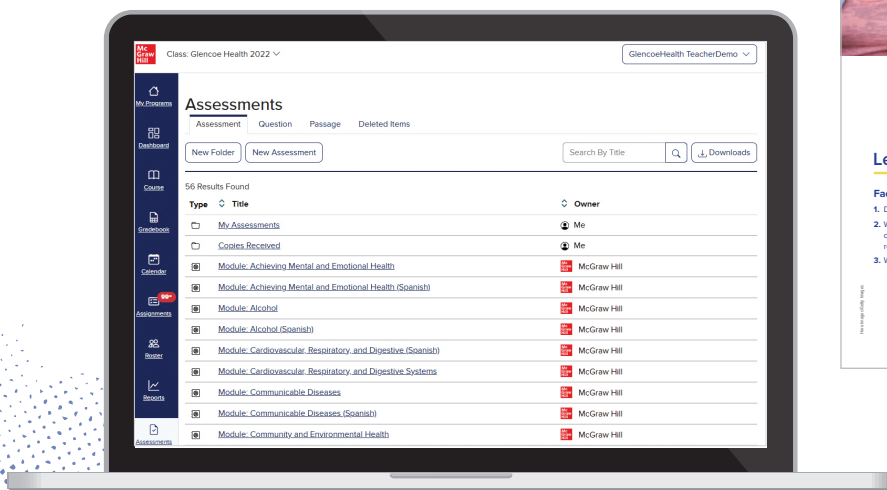 Mc
Graw
Hill
Class: Glencoe Health 2022
GlencoeHealth TeacherDemo
My Programs
Dashboard
Course
Gradebook
Calendar
99+
Assignments
Roster
Reports
Assessments
Assessments
Assessment Question Passage Deleted Items
New Folder New Assessment Search By Title Downloads
56 Results Found
Type Title Owner
My Assessments Me
Copies Received Me
Module: Achieving Mental and Emotional Health McGraw Hill
Module: Achieving Mental and Emotional Health (Spanish) McGraw Hill
Module: Alcohol McGraw Hill
Module: Alcohol (Spanish) McGraw Hill
Module: Cardiovascular, Respiratory, and Digestive (Spanish) McGraw Hill
Module: Cardiovascular, Respiratory, and Digestive Systems McGraw Hill
Module: Communicable Diseases McGraw Hill
Module: Communicable Diseases (Spanish) McGraw Hill
Module: Community and Environmental Health McGraw Hill
Le
Fac
1. D
2. W
3. W